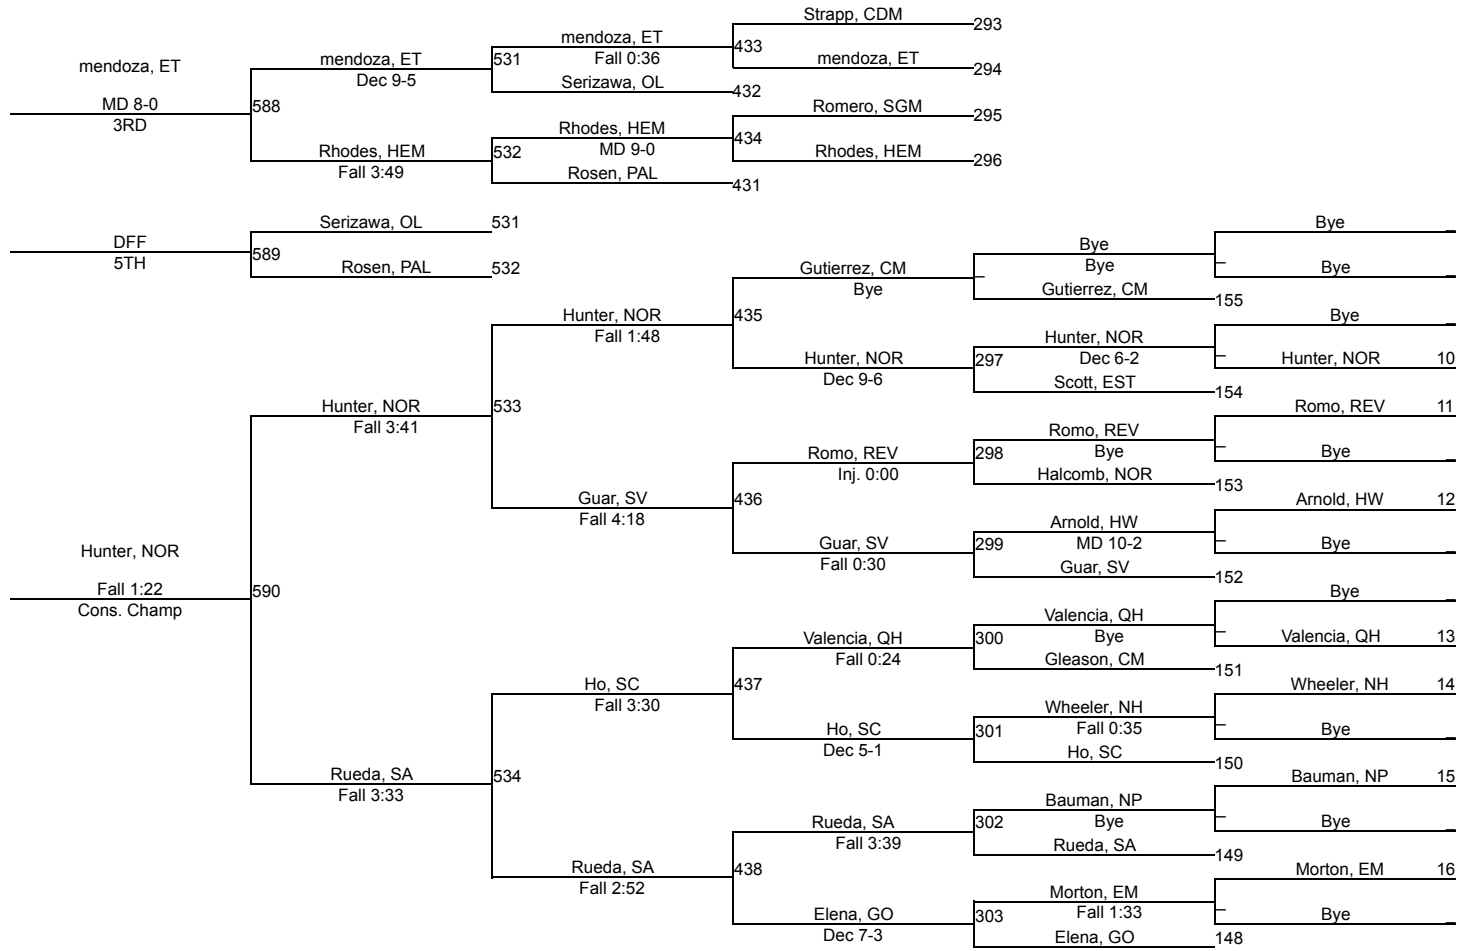 Strapp, CDM
293
mendoza, ET
433
mendoza, ET
531
Fall 0:36
mendoza, ET
294
mendoza, ET
Dec 9-5
Serizawa, OL
432
MD 8-0
588
Romero, SGM
295
3RD
Rhodes, HEM
434
Rhodes, HEM
532
MD 9-0
Rhodes, HEM
296
Fall 3:49
Rosen, PAL
431
Serizawa, OL
531
Bye
_
DFF
589
5TH
Rosen, PAL
532
Bye
_
Bye
_
Gutierrez, CM
_
Bye
Bye
Gutierrez, CM
155
Hunter, NOR
435
Bye
_
Fall 1:48
Hunter, NOR
Hunter, NOR
297
Dec 6-2
_
Hunter, NOR
10
Dec 9-6
Scott, EST
154
Hunter, NOR
533
Romo, REV
11
Fall 3:41
Romo, REV
Romo, REV
298
Bye
Bye
_
Inj. 0:00
Halcomb, NOR
153
Guar, SV
436
Arnold, HW
12
Fall 4:18
Arnold, HW
Guar, SV
299
MD 10-2
_
Bye
_
Hunter, NOR
Fall 0:30
Guar, SV
152
Fall 1:22
590
Bye
_
Cons. Champ
Valencia, QH
Valencia, QH
300
Bye
_
Valencia, QH
13
Fall 0:24
Gleason, CM
151
Ho, SC
437
Wheeler, NH
14
Fall 3:30
Wheeler, NH
Ho, SC
301
Fall 0:35
_
Bye
_
Dec 5-1
Ho, SC
150
Rueda, SA
534
Bauman, NP
15
Fall 3:33
Bauman, NP
Rueda, SA
302
Bye
_
Bye
_
Fall 3:39
Rueda, SA
149
Rueda, SA
438
Morton, EM
16
Fall 2:52
Morton, EM
Elena, GO
303
Fall 1:33
_
Bye
_
Dec 7-3
Elena, GO
148